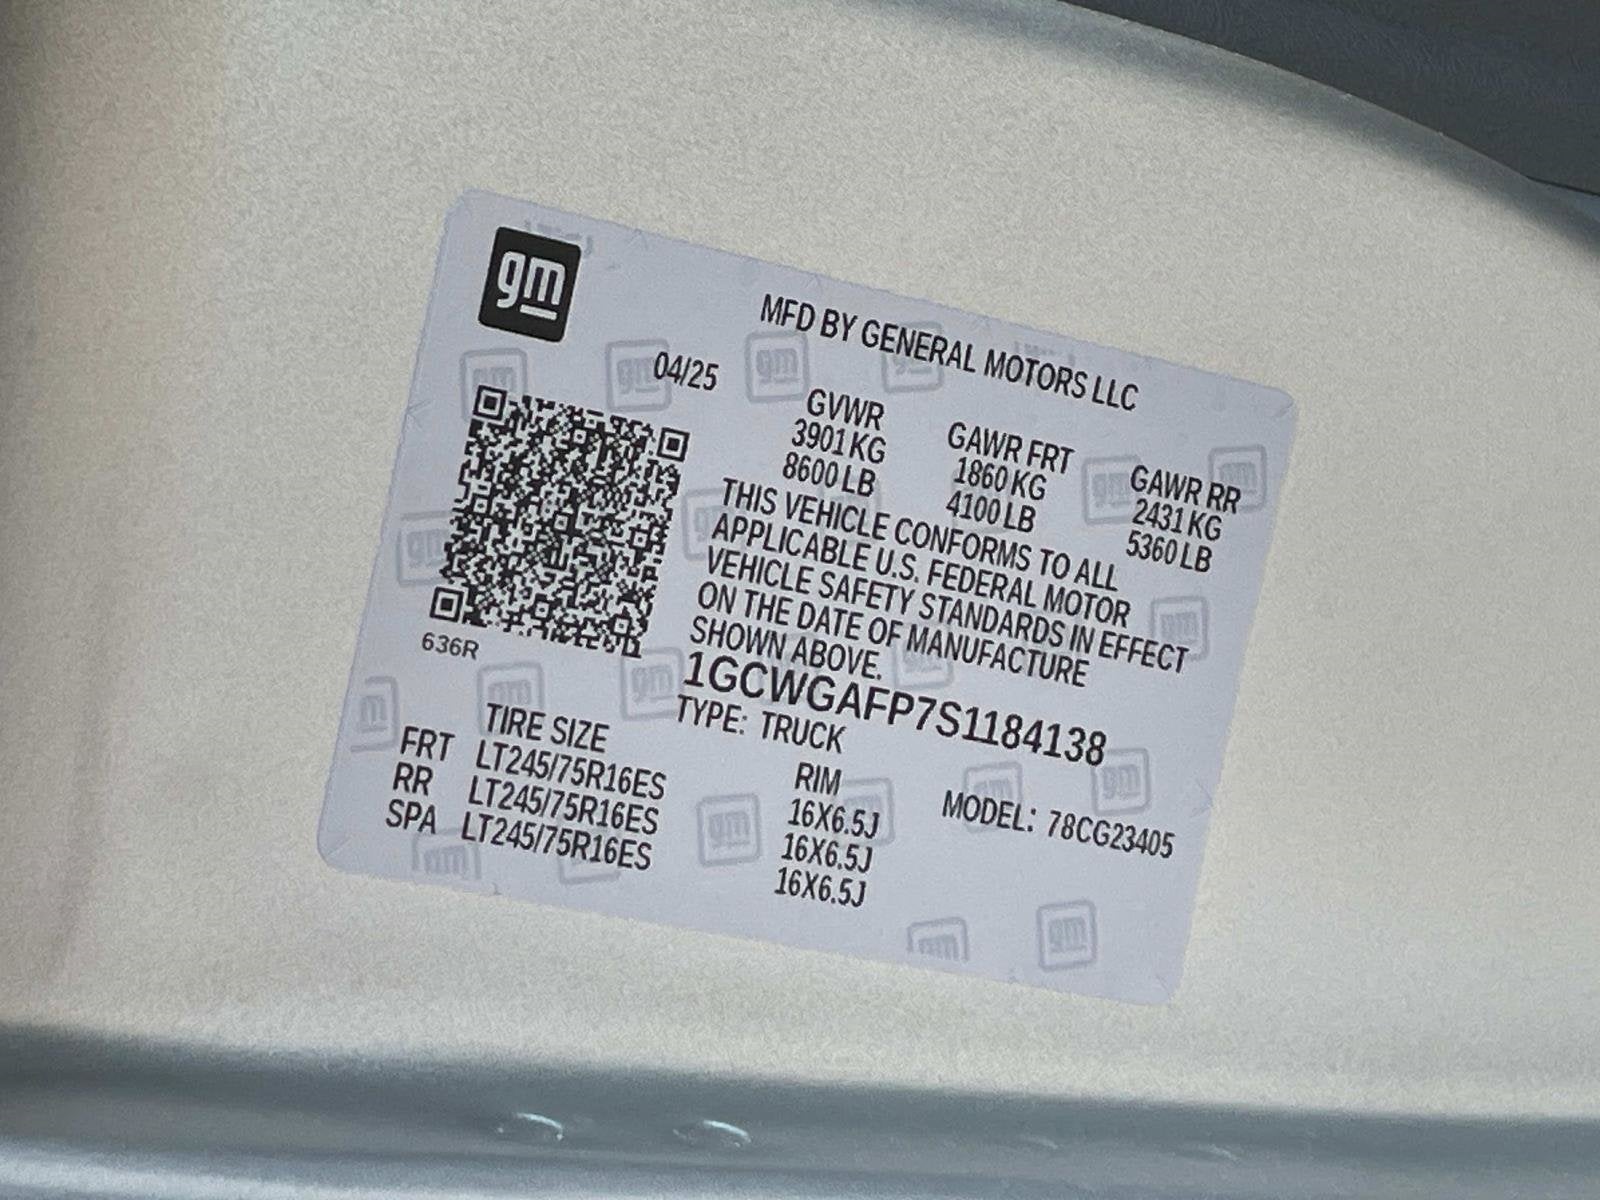 gm
MFD BY GENERAL MOTORS LLC
04/25
GVWR GAWR FRT GAWR RR
3901 KG 1860 KG 2431 KG
8600 LB 4100 LB 5360 LB
THIS VEHICLE CONFORMS TO ALL
APPLICABLE U.S. FEDERAL MOTOR
VEHICLE SAFETY STANDARDS IN EFFECT
ON THE DATE OF MANUFACTURE
SHOWN ABOVE.
636R
1GCWGAFP7S1184138
TYPE: TRUCK
MODEL: 78CG23405
TIRE SIZE RIM
FRT LT245/75R16ES 16X6.5J
RR LT245/75R16ES 16X6.5J
SPA LT245/75R16ES 16X6.5J